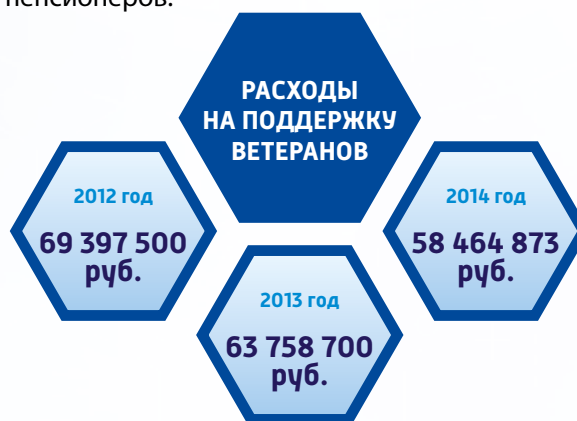 пенсионеров.
РАСХОДЫ
НА ПОДДЕРЖКУ
ВЕТЕРАНОВ
2012 год
69 397 500
руб.
2013 год
63 758 700
руб.
2014 год
58 464 873
руб.